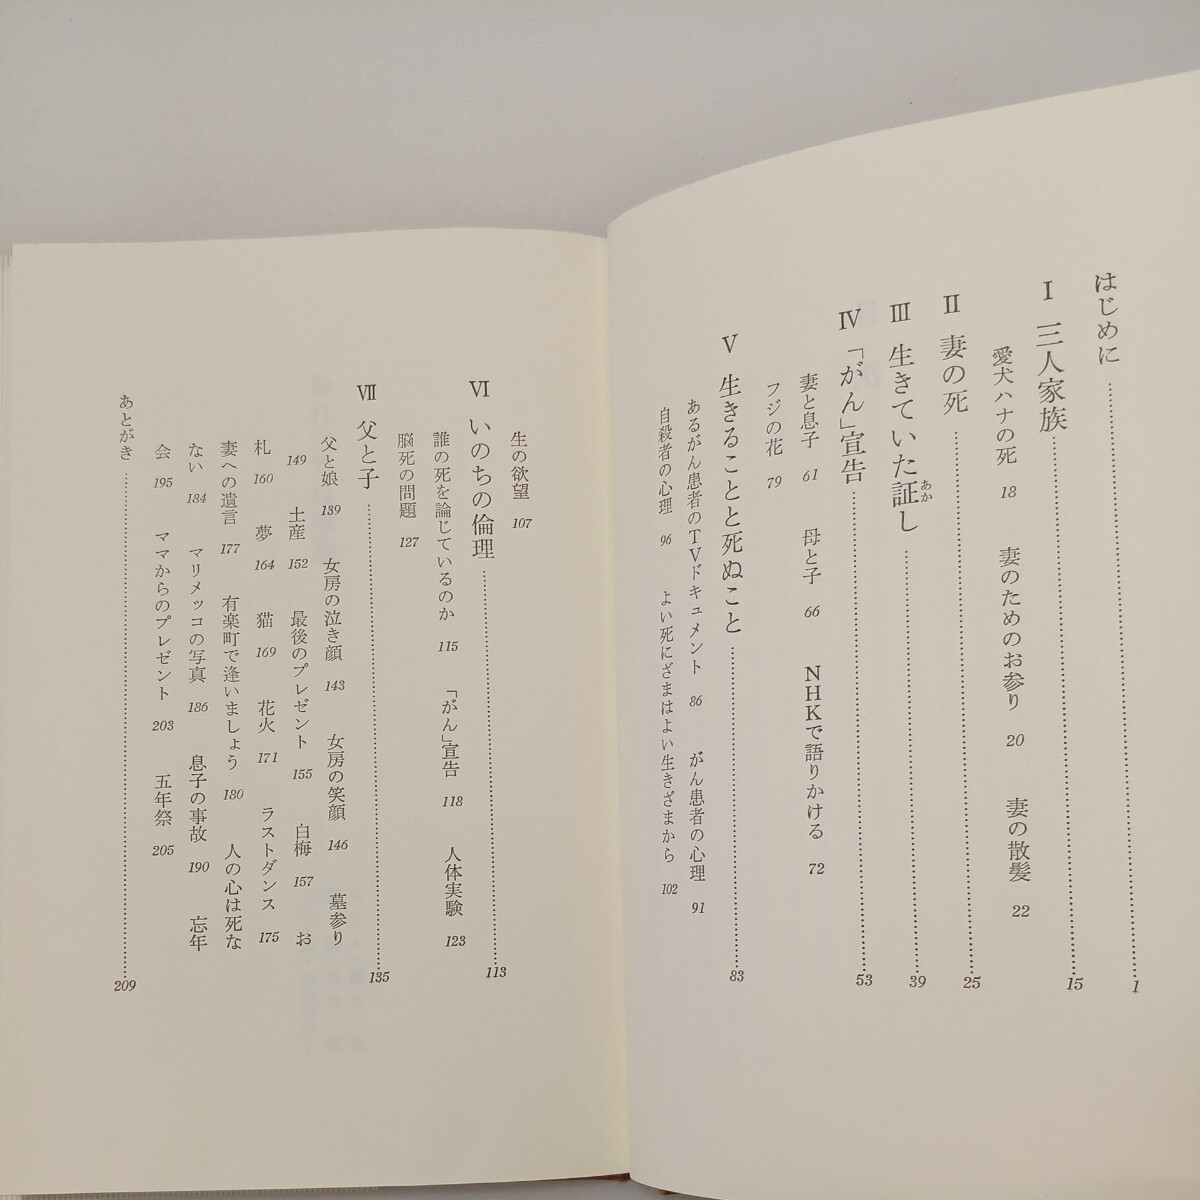 はじめに……1
Ⅰ 三人家族……15
愛犬ハナの死 18 妻のためのお参り 20 妻の散髪 22
Ⅱ 妻の死……25
Ⅲ 生きていた証(あか)し……39
Ⅳ 「がん」宣告……53
妻と息子 61 母と子 66 NHKで語りかける 72
フジの花 79
Ⅴ 生きることと死ぬこと……83
あるがん患者のTVドキュメント 86 がん患者の心理 91
自殺者の心理 96 よい死にざまはよい生きざまから 102
生の欲望 107
Ⅵ いのちの倫理……113
誰の死を論じているのか 115 「がん」宣告 118 人体実験 123
脳死の問題 127
Ⅶ 父と子……135
父と娘 139 女房の泣き顔 143 女房の笑顔 146 墓参り
149 土産 152 最後のプレゼント 155 白梅 157 お
札 160 夢 164 猫 169 花火 171 ラストダンス 175
妻への遺言 177 有楽町で逢いましょう 180 人の心は死な
ない 184 マリメッコの写真 186 息子の事故 190 忘年
会 195 ママからのプレゼント 203 五年祭 205
あとがき……209